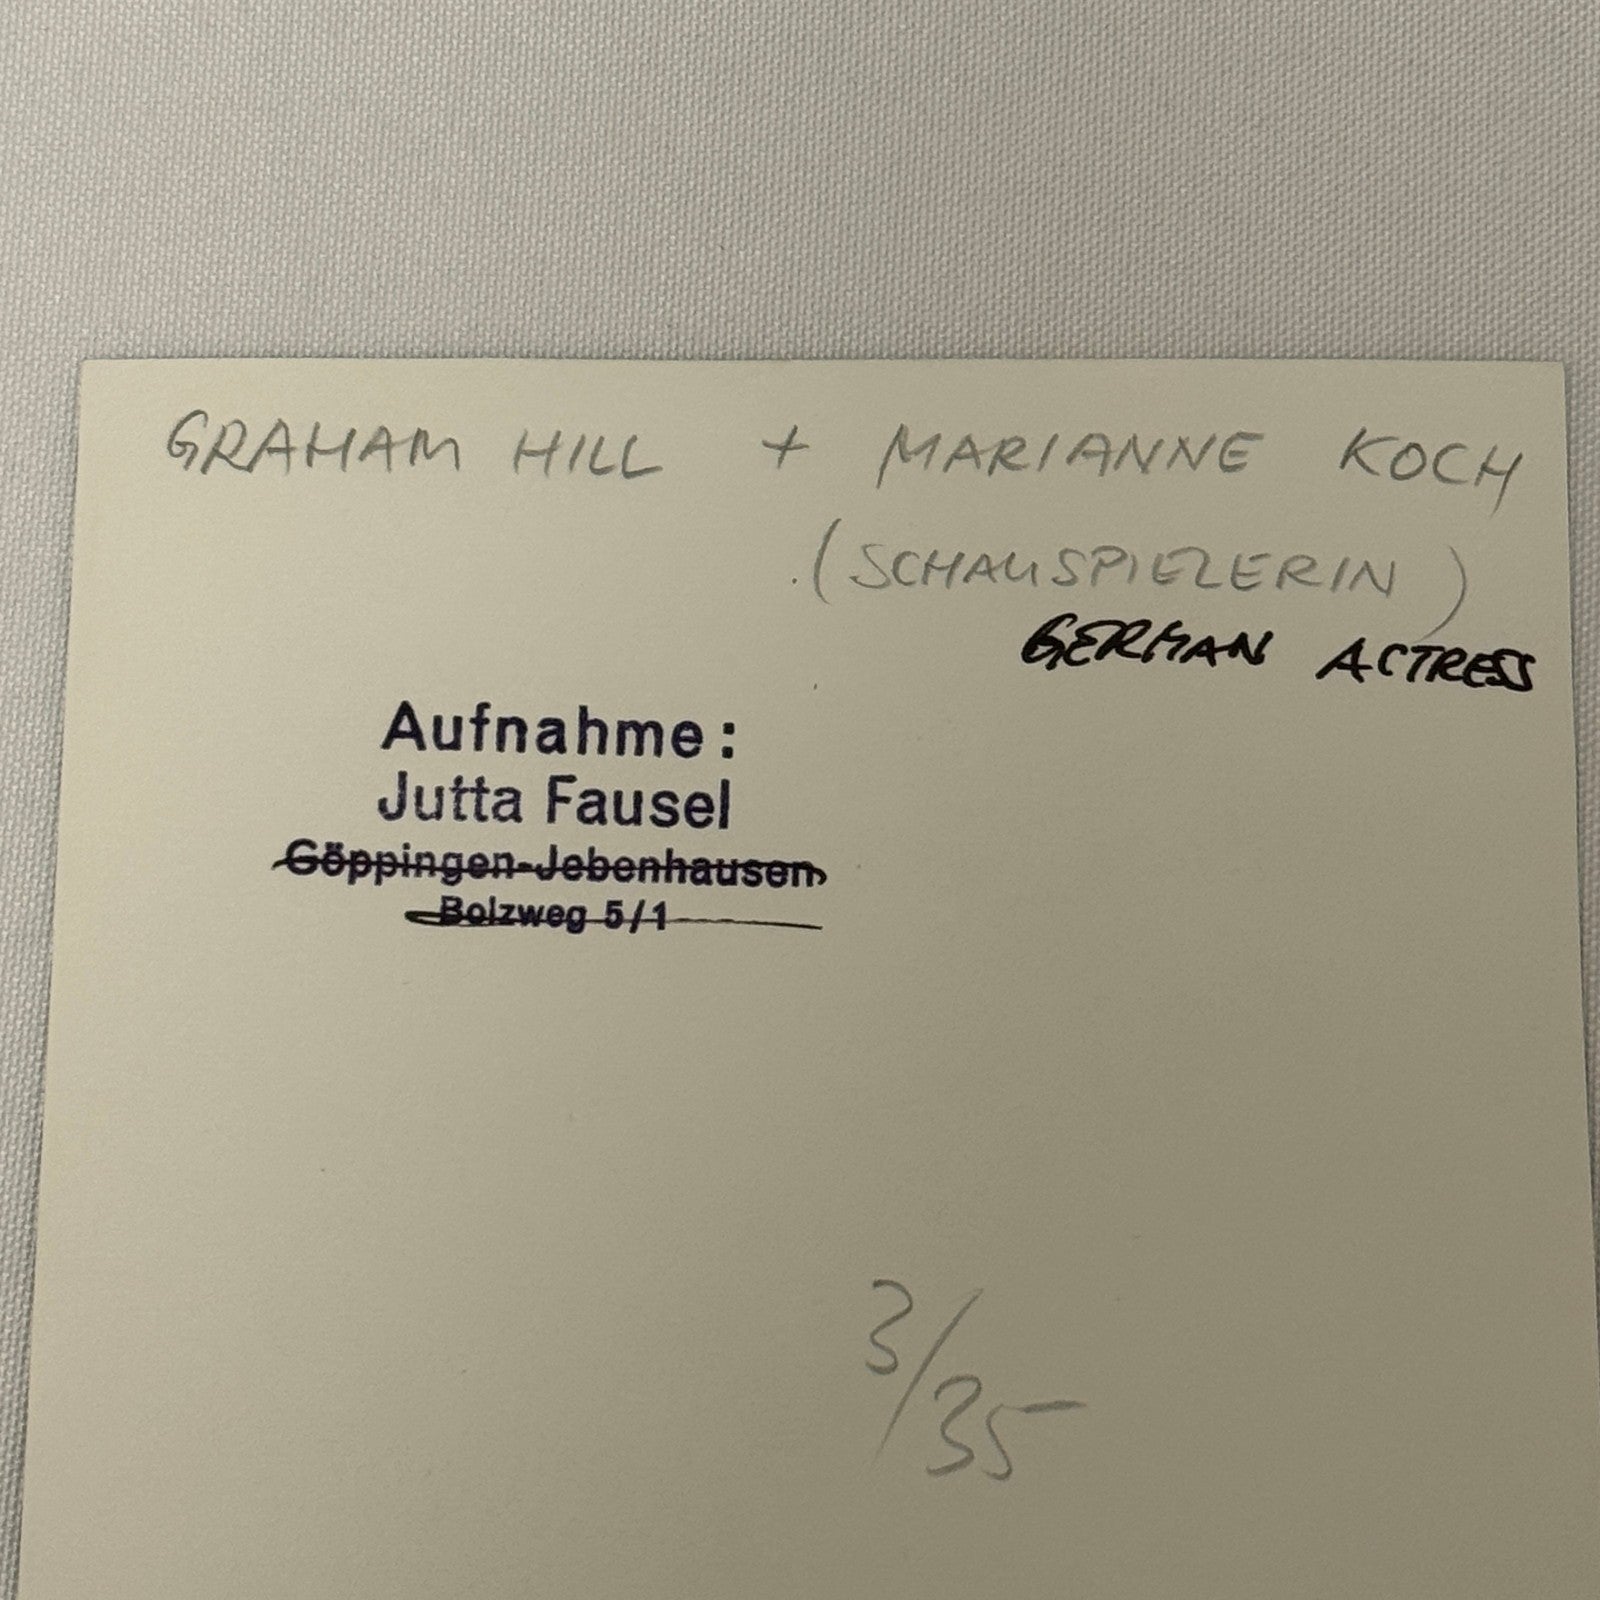 GRAHAM HILL + MARIANNE KOCH
(SCHAUSPIELERIN)
GERMAN ACTRESS
Aufnahme:
Jutta Fausel
Göppingen-Jebenhausen
Bolzweg 5/1
3/35